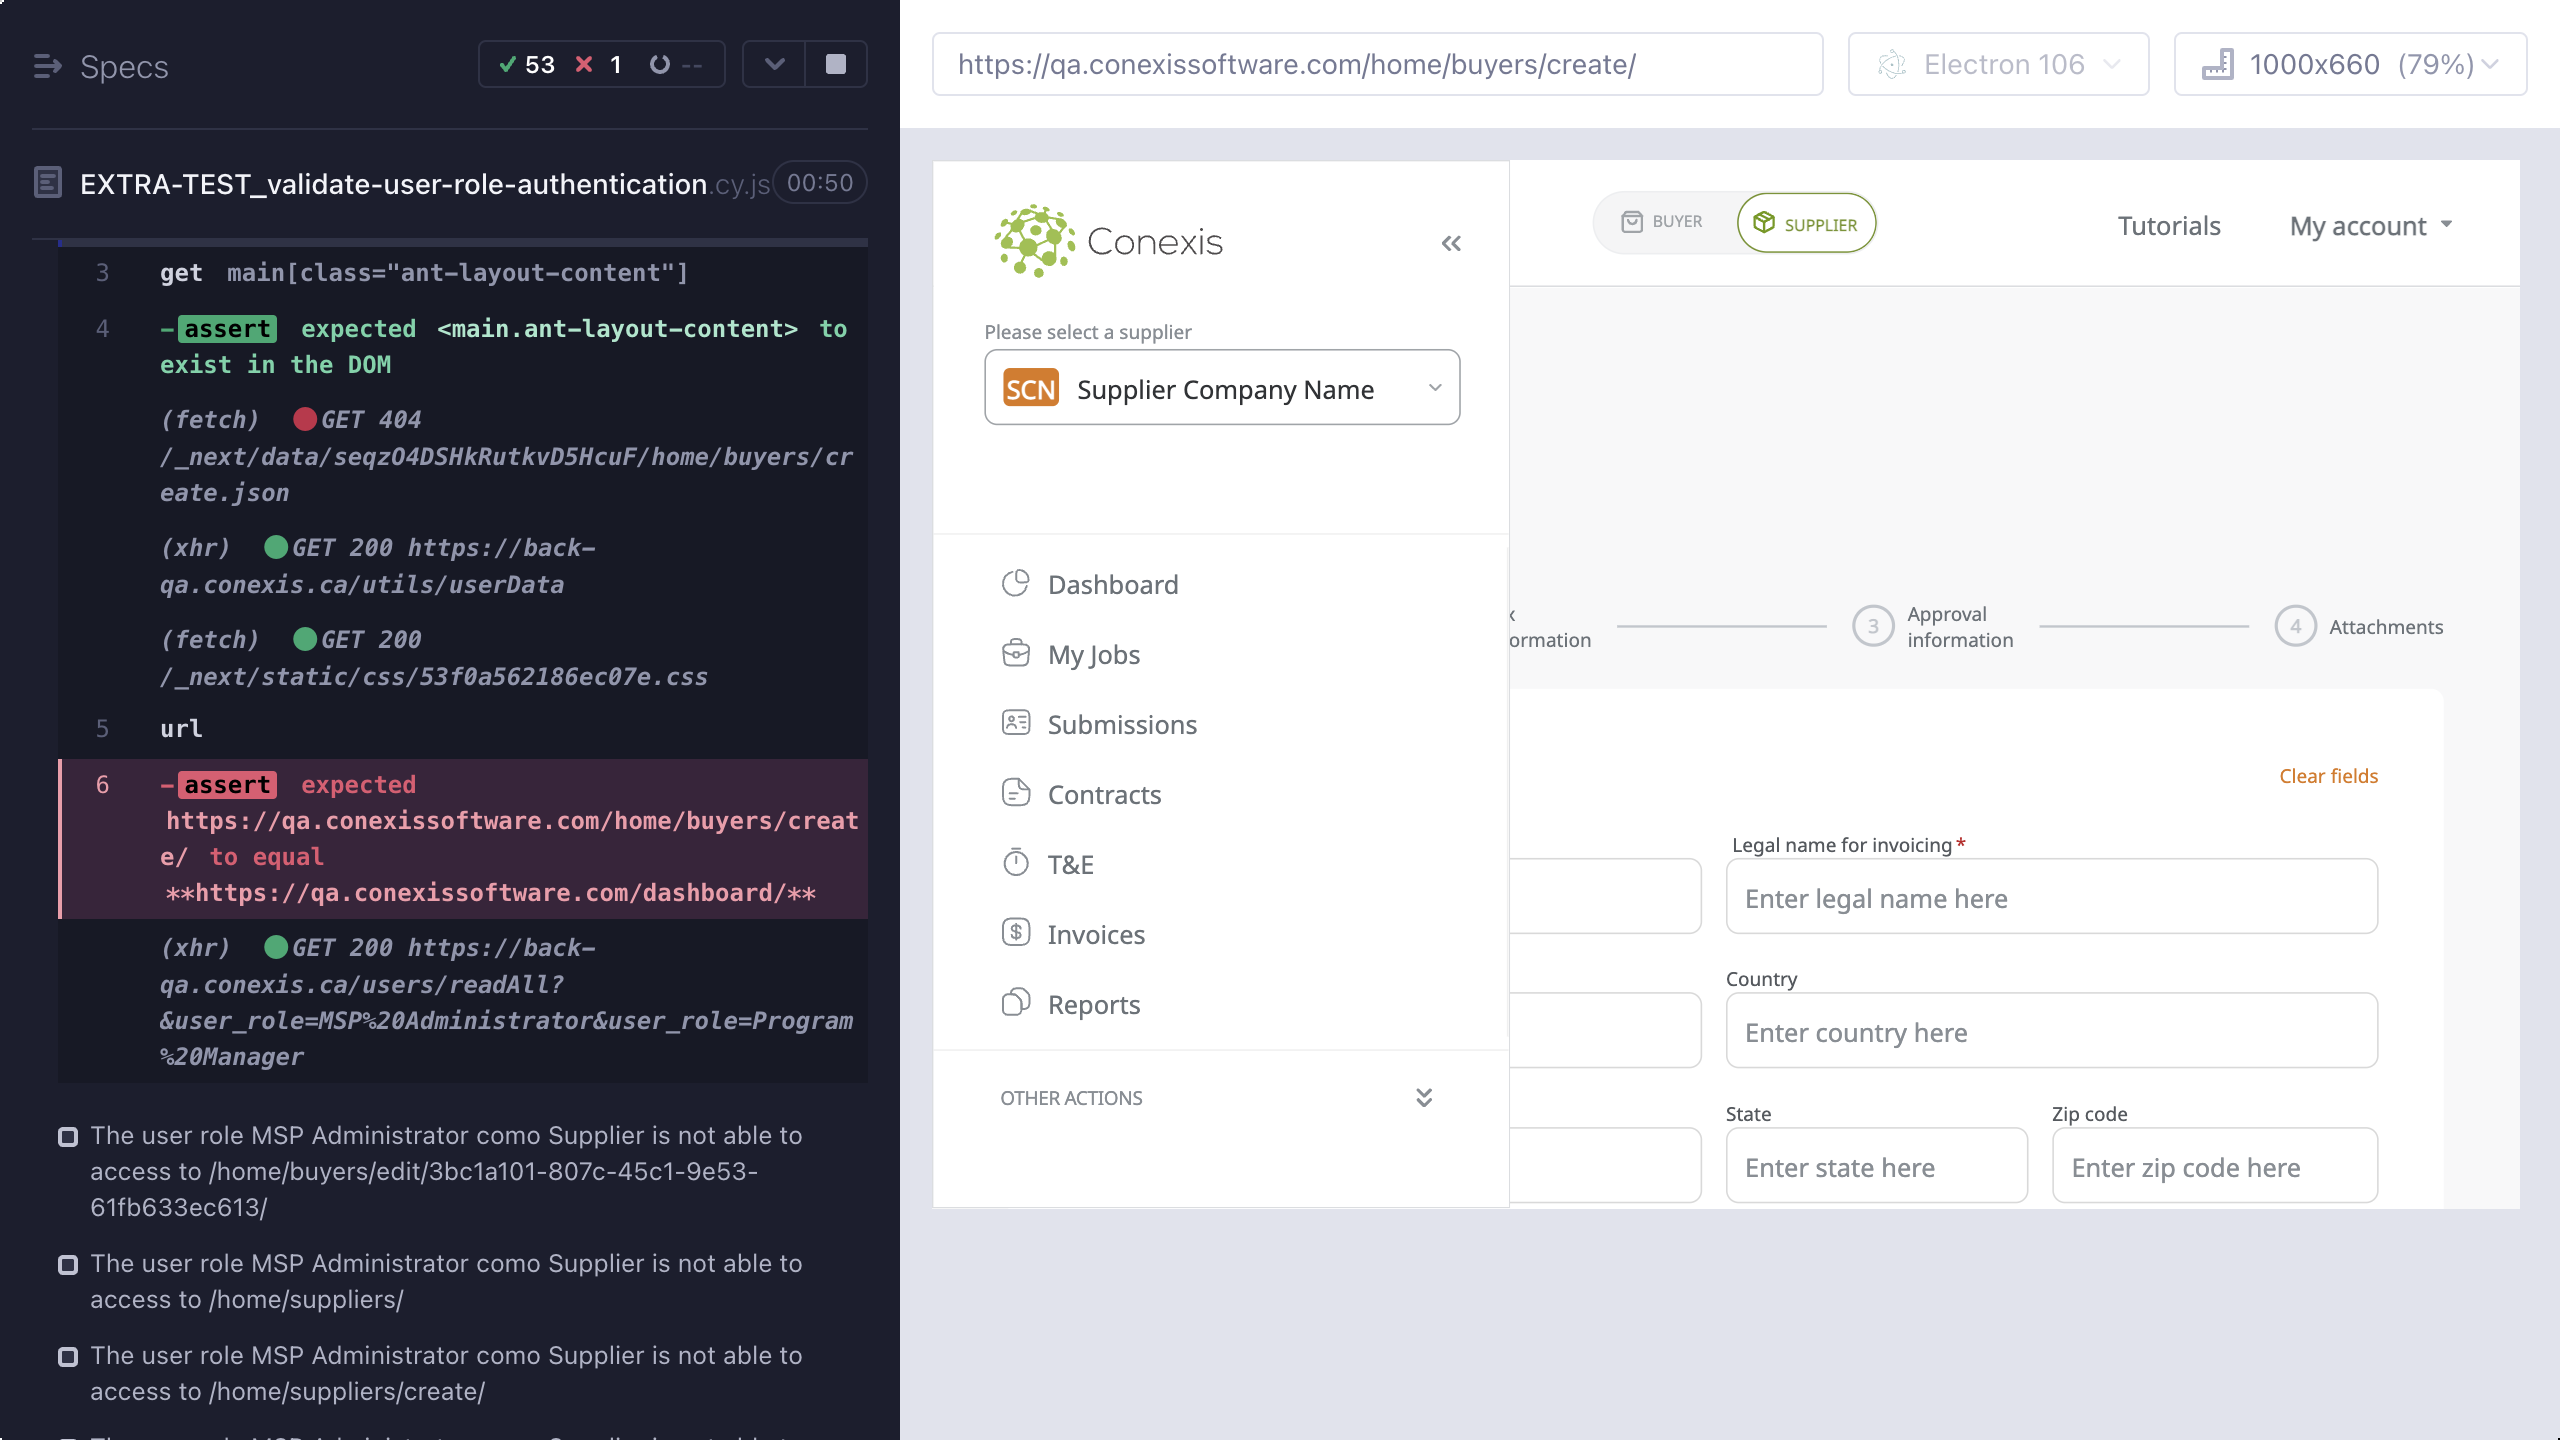 Specs
53 1 --
EXTRA-TEST_validate-user-role-authentication.cy.js 00:50
3 get main[class="ant-layout-content"]
4 -assert expected <main.ant-layout-content> to
exist in the DOM
(fetch) GET 404
/_next/data/seqzO4DSHkRutkvD5HcuF/home/buyers/cr
eate.json
(xhr) GET 200 https://back-
qa.conexis.ca/utils/userData
(fetch) GET 200
/_next/static/css/53f0a562186ec07e.css
5 url
6 -assert expected
https://qa.conexissoftware.com/home/buyers/creat
e/ to equal
**https://qa.conexissoftware.com/dashboard/**
(xhr) GET 200 https://back-
qa.conexis.ca/users/readAll?
&user_role=MSP%20Administrator&user_role=Program
%20Manager
The user role MSP Administrator como Supplier is not able to
access to /home/buyers/edit/3bc1a101-807c-45c1-9e53-
61fb633ec613/
The user role MSP Administrator como Supplier is not able to
access to /home/suppliers/
The user role MSP Administrator como Supplier is not able to
access to /home/suppliers/create/
https://qa.conexissoftware.com/home/buyers/create/
Electron 106
1000x660 (79%)
Conexis
BUYER
SUPPLIER
Tutorials
My account
Please select a supplier
SCN Supplier Company Name
Dashboard
My Jobs
Submissions
Contracts
T&E
Invoices
Reports
OTHER ACTIONS
ormation
3 Approval
information
4 Attachments
Clear fields
Legal name for invoicing*
Enter legal name here
Country
Enter country here
State
Enter state here
Zip code
Enter zip code here